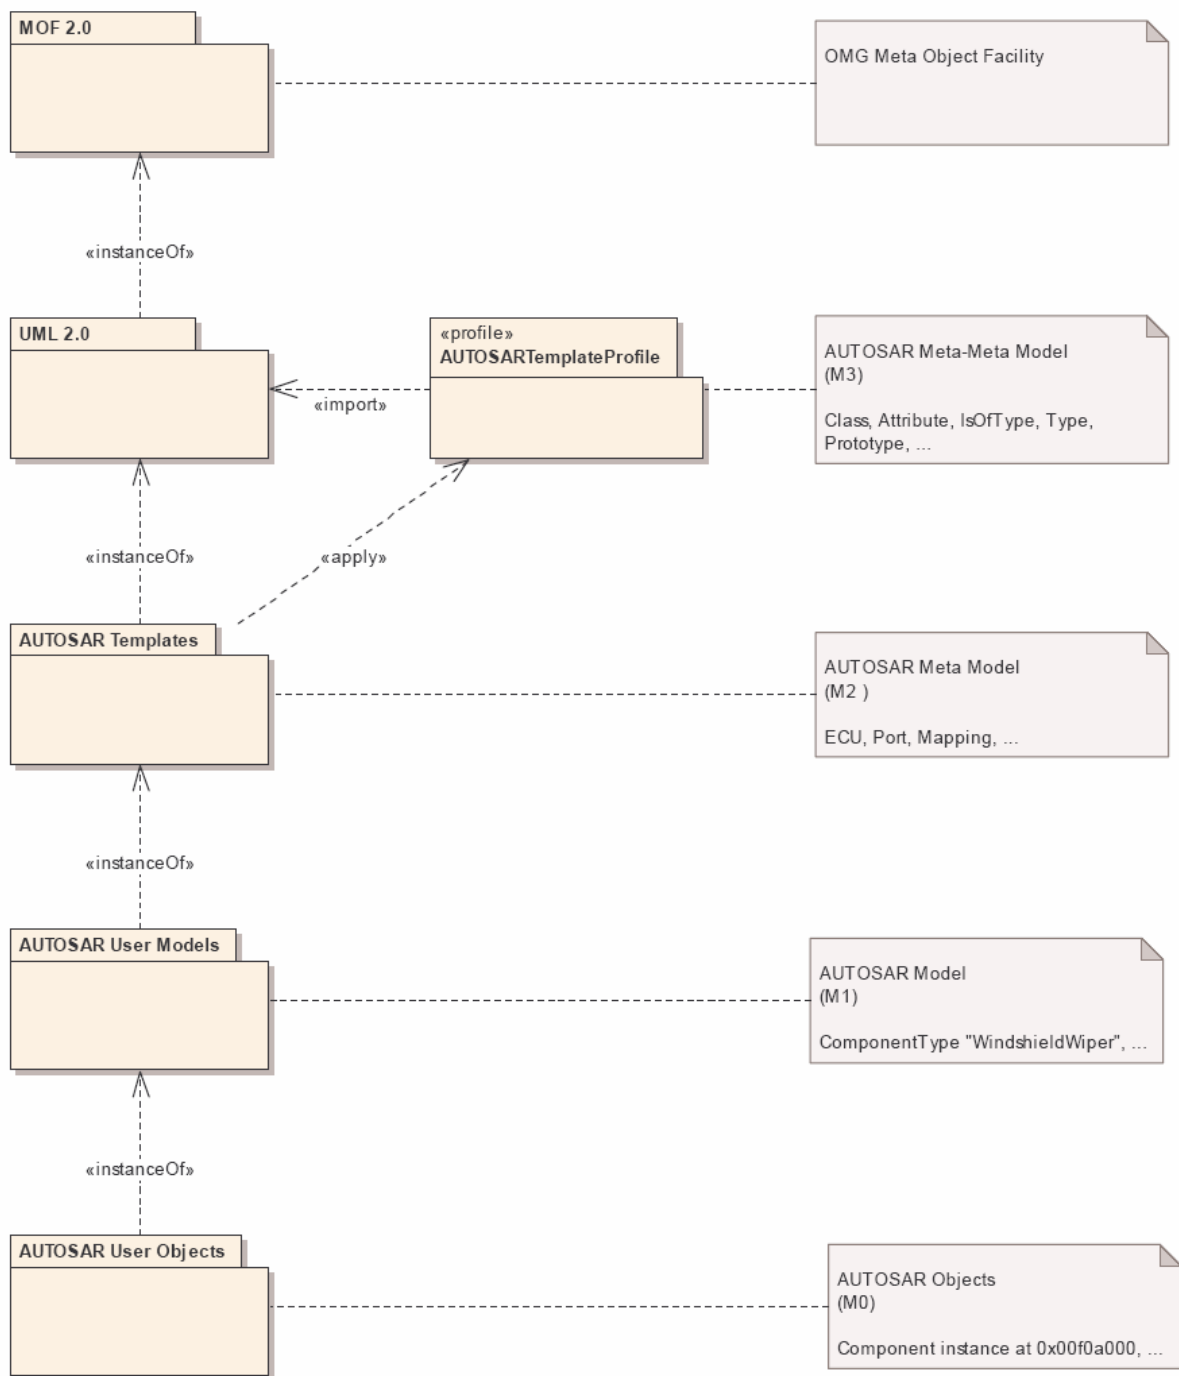 MOF 2.0
OMG Meta Object Facility
«instanceOf»
UML 2.0
«profile»
AUTOSARTemplateProfile
«import»
AUTOSAR Meta-Meta Model
(M3)
Class, Attribute, IsOfType, Type,
Prototype, ...
«instanceOf»
«apply»
AUTOSAR Templates
AUTOSAR Meta Model
(M2 )
ECU, Port, Mapping, ...
«instanceOf»
AUTOSAR User Models
AUTOSAR Model
(M1)
ComponentType "WindshieldWiper", ...
«instanceOf»
AUTOSAR User Objects
AUTOSAR Objects
(M0)
Component instance at 0x00f0a000, ...